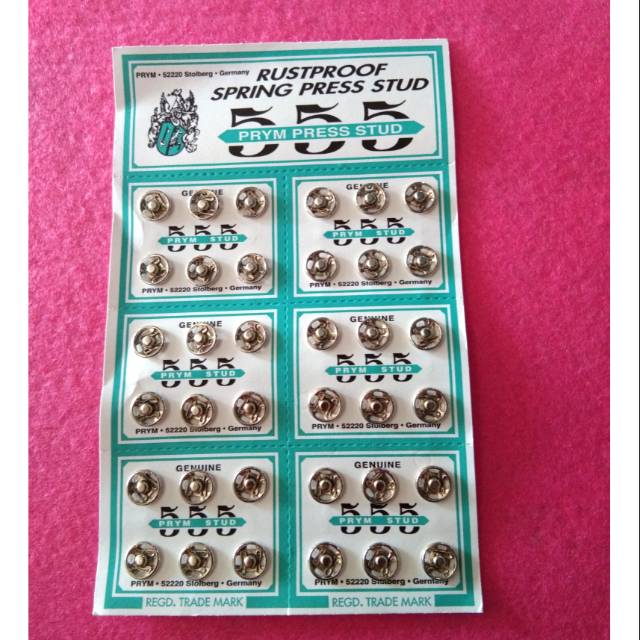 PRYM • 52220 Stolberg • Germany
RUSTPROOF
SPRING PRESS STUD
555
PRYM PRESS STUD
GENUINE
555
PRYM STUD
PRYM • 52220 Stolberg • Germany
GENUINE
555
PRYM STUD
PRYM • 52220 Stolberg • Germany
GENUINE
555
PRYM STUD
PRYM • 52220 Stolberg • Germany
GENUINE
555
PRYM STUD
PRYM • 52220 Stolberg • Germany
GENUINE
555
PRYM STUD
PRYM • 52220 Stolberg • Germany
GENUINE
555
PRYM STUD
PRYM • 52220 Stolberg • Germany
REGD. TRADE MARK
REGD. TRADE MARK